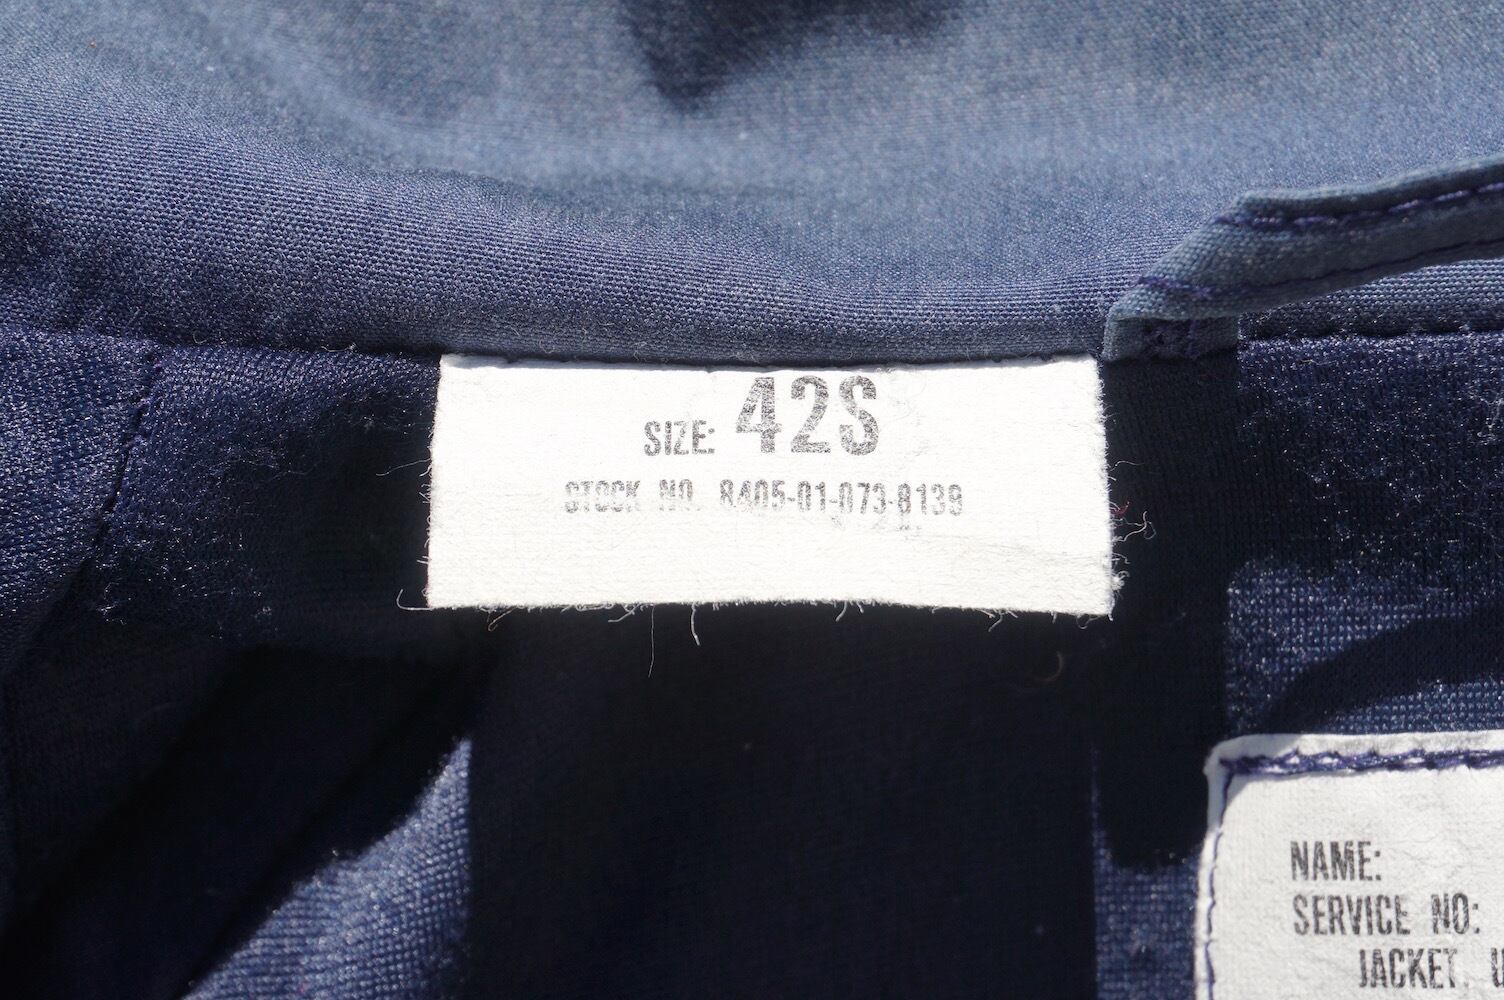 SIZE: 42S
STOCK NO. 8405-01-073-8139
NAME:
SERVICE NO:
JACKET, U